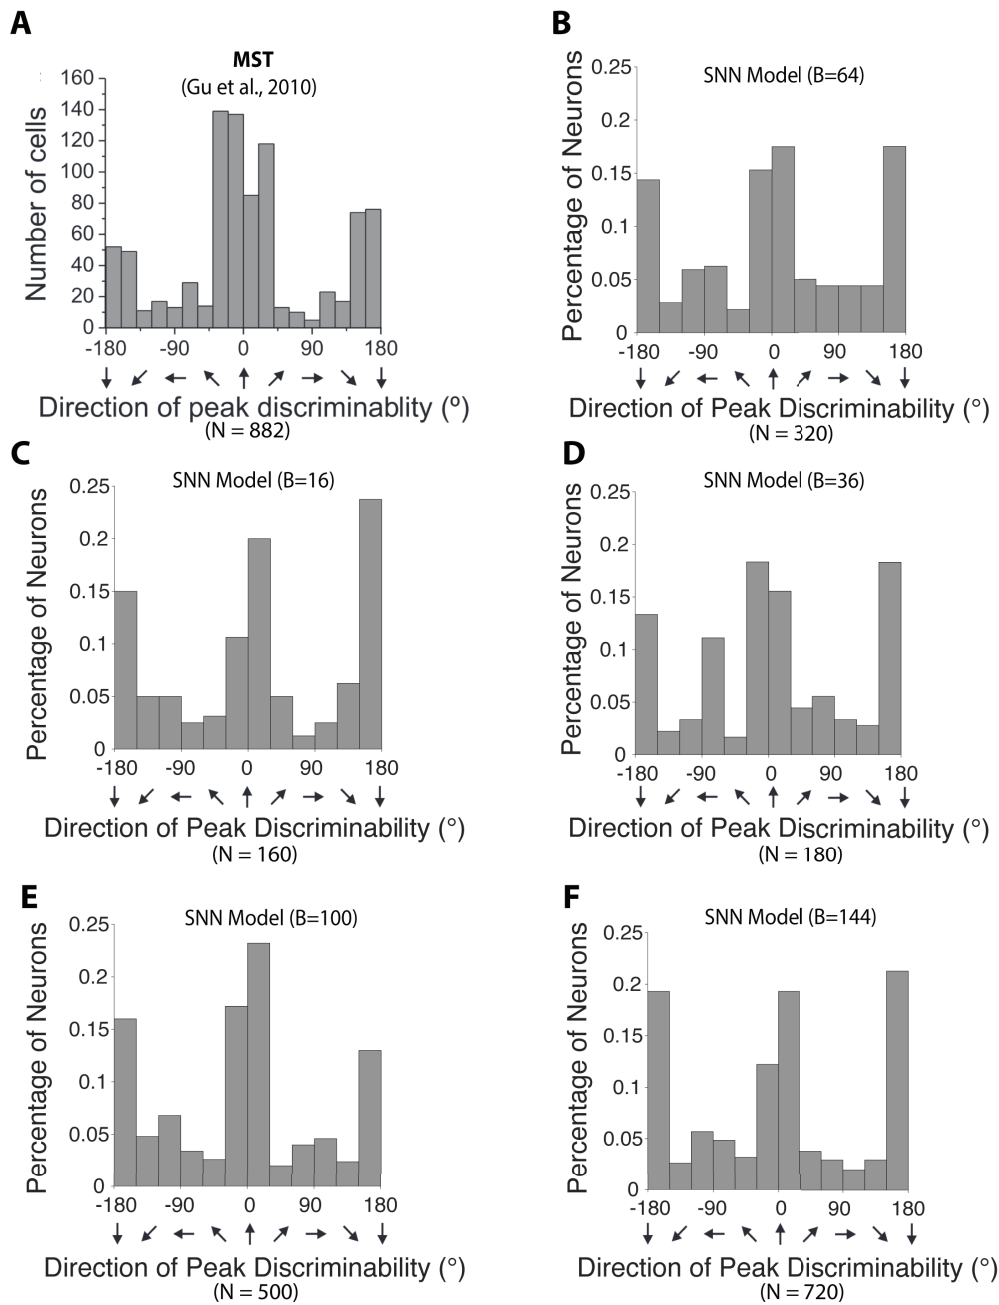 A
MST
(Gu et al., 2010)
Number of cells
160
140
120
100
80
60
40
20
0
-180 -90 0 90 180
Direction of peak discriminablity (º)
(N = 882)
B
SNN Model (B=64)
Percentage of Neurons
0.25
0.2
0.15
0.1
0.05
0
-180 -90 0 90 180
Direction of Peak Discriminability (°)
(N = 320)
C
SNN Model (B=16)
Percentage of Neurons
0.25
0.2
0.15
0.1
0.05
0
-180 -90 0 90 180
Direction of Peak Discriminability (°)
(N = 160)
D
SNN Model (B=36)
Percentage of Neurons
0.25
0.2
0.15
0.1
0.05
0
-180 -90 0 90 180
Direction of Peak Discriminability (°)
(N = 180)
E
SNN Model (B=100)
Percentage of Neurons
0.25
0.2
0.15
0.1
0.05
0
-180 -90 0 90 180
Direction of Peak Discriminability (°)
(N = 500)
F
SNN Model (B=144)
Percentage of Neurons
0.25
0.2
0.15
0.1
0.05
0
-180 -90 0 90 180
Direction of Peak Discriminability (°)
(N = 720)